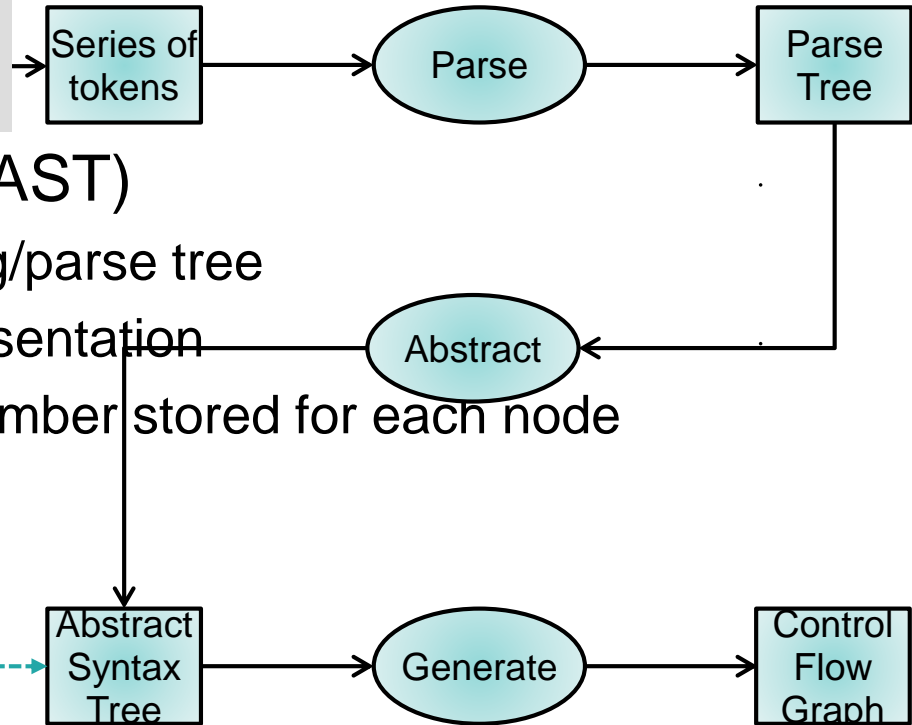 Series of
tokens
Parse
Parse
Tree
AST)
g/parse tree
sentation
Abstract
mber stored for each node
Abstract
Syntax
Tree
Generate
Control
Flow
Graph